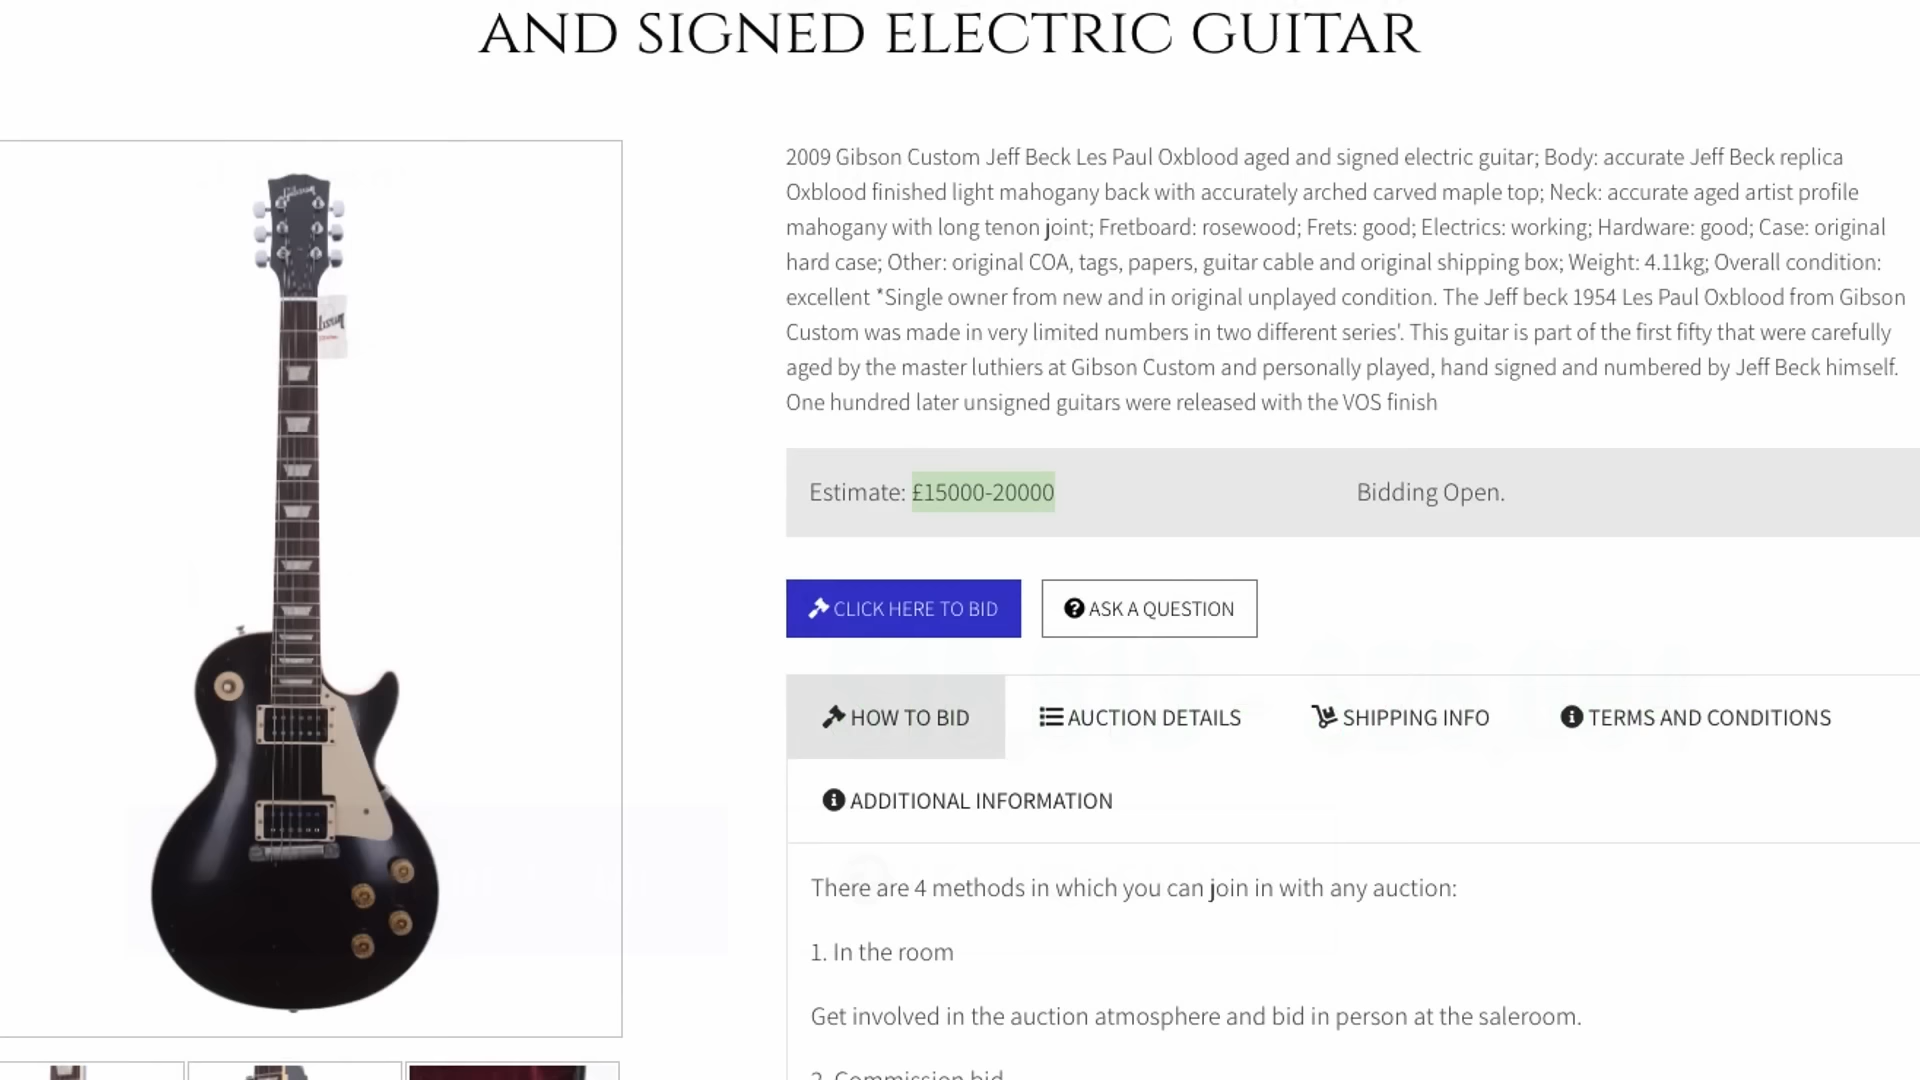 AND SIGNED ELECTRIC GUITAR
2009 Gibson Custom Jeff Beck Les Paul Oxblood aged and signed electric guitar; Body: accurate Jeff Beck replica
Oxblood finished light mahogany back with accurately arched carved maple top; Neck: accurate aged artist profile
mahogany with long tenon joint; Fretboard: rosewood; Frets: good; Electrics: working; Hardware: good; Case: original
hard case; Other: original COA, tags, papers, guitar cable and original shipping box; Weight: 4.11kg; Overall condition:
excellent *Single owner from new and in original unplayed condition. The Jeff beck 1954 Les Paul Oxblood from Gibson
Custom was made in very limited numbers in two different series'. This guitar is part of the first fifty that were carefully
aged by the master luthiers at Gibson Custom and personally played, hand signed and numbered by Jeff Beck himself.
One hundred later unsigned guitars were released with the VOS finish
Estimate: £15000-20000
Bidding Open.
CLICK HERE TO BID
ASK A QUESTION
HOW TO BID
AUCTION DETAILS
SHIPPING INFO
TERMS AND CONDITIONS
ADDITIONAL INFORMATION
There are 4 methods in which you can join in with any auction:
1. In the room
Get involved in the auction atmosphere and bid in person at the saleroom.
2. Commission bid
Gibson